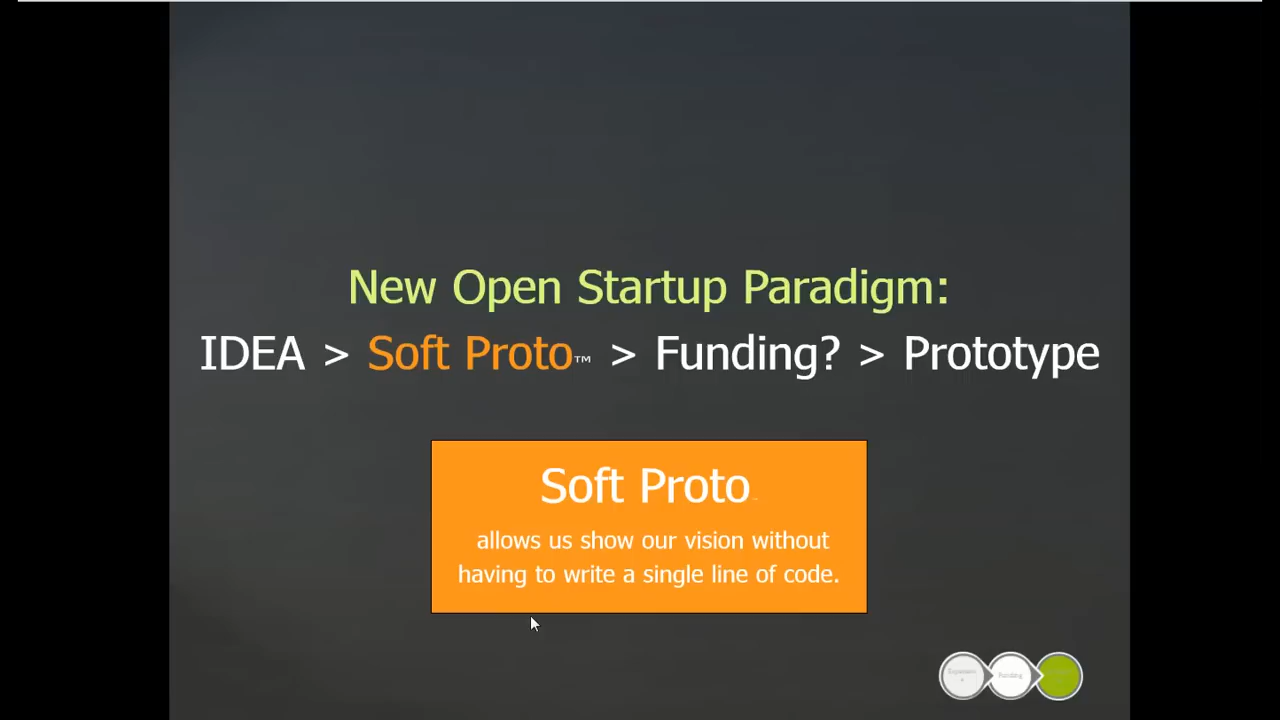 New Open Startup Paradigm:
IDEA > Soft Proto™ > Funding? > Prototype
Soft Proto
allows us show our vision without
having to write a single line of code.
Funding